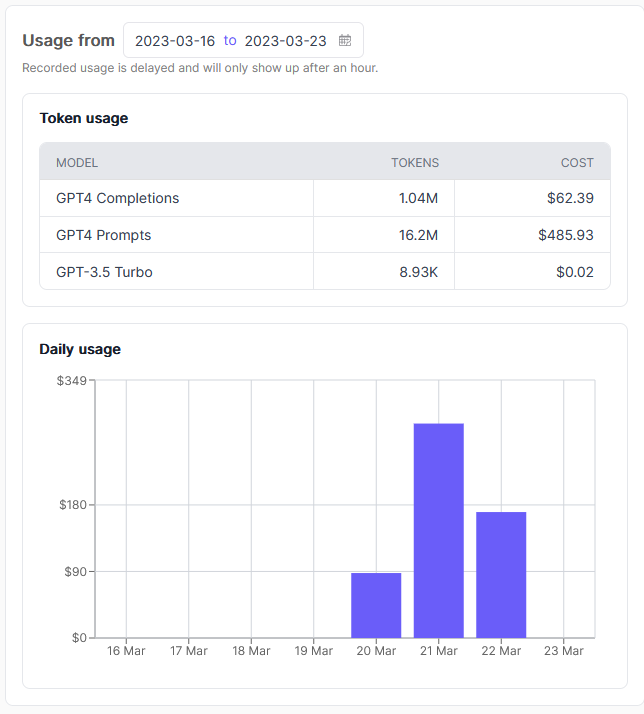 Usage from 2023-03-16 to 2023-03-23
Recorded usage is delayed and will only show up after an hour.
Token usage
MODEL TOKENS COST
GPT4 Completions 1.04M $62.39
GPT4 Prompts 16.2M $485.93
GPT-3.5 Turbo 8.93K $0.02
Daily usage
$349
$180
$90
$0
16 Mar 17 Mar 18 Mar 19 Mar 20 Mar 21 Mar 22 Mar 23 Mar